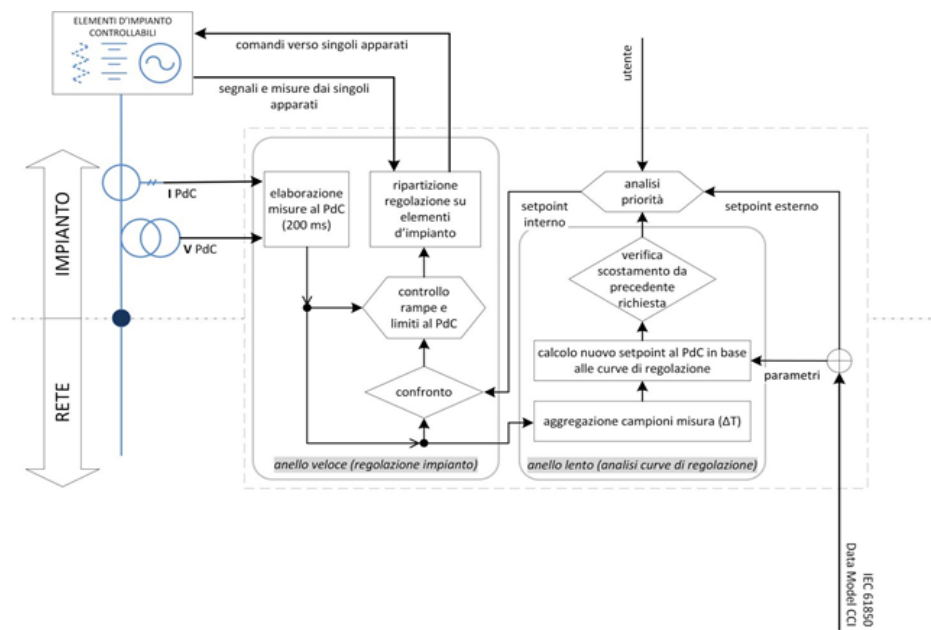 ELEMENTI D'IMPIANTO
CONTROLLABILI
comandi verso singoli apparati
segnali e misure dai singoli
apparati
utente
IMPIANTO
RETE
I PdC
V PdC
elaborazione
misure al PdC
(200 ms)
ripartizione
regolazione su
elementi
d'impianto
controllo
rampe e
limiti al PdC
confronto
anello veloce (regolazione impianto)
setpoint
interno
analisi
priorità
setpoint esterno
verifica
scostamento da
precedente
richiesta
calcolo nuovo setpoint al PdC in base
alle curve di regolazione
parametri
aggregazione campioni misura (ΔT)
anello lento (analisi curve di regolazione)
IEC 61850
Data Model CCI